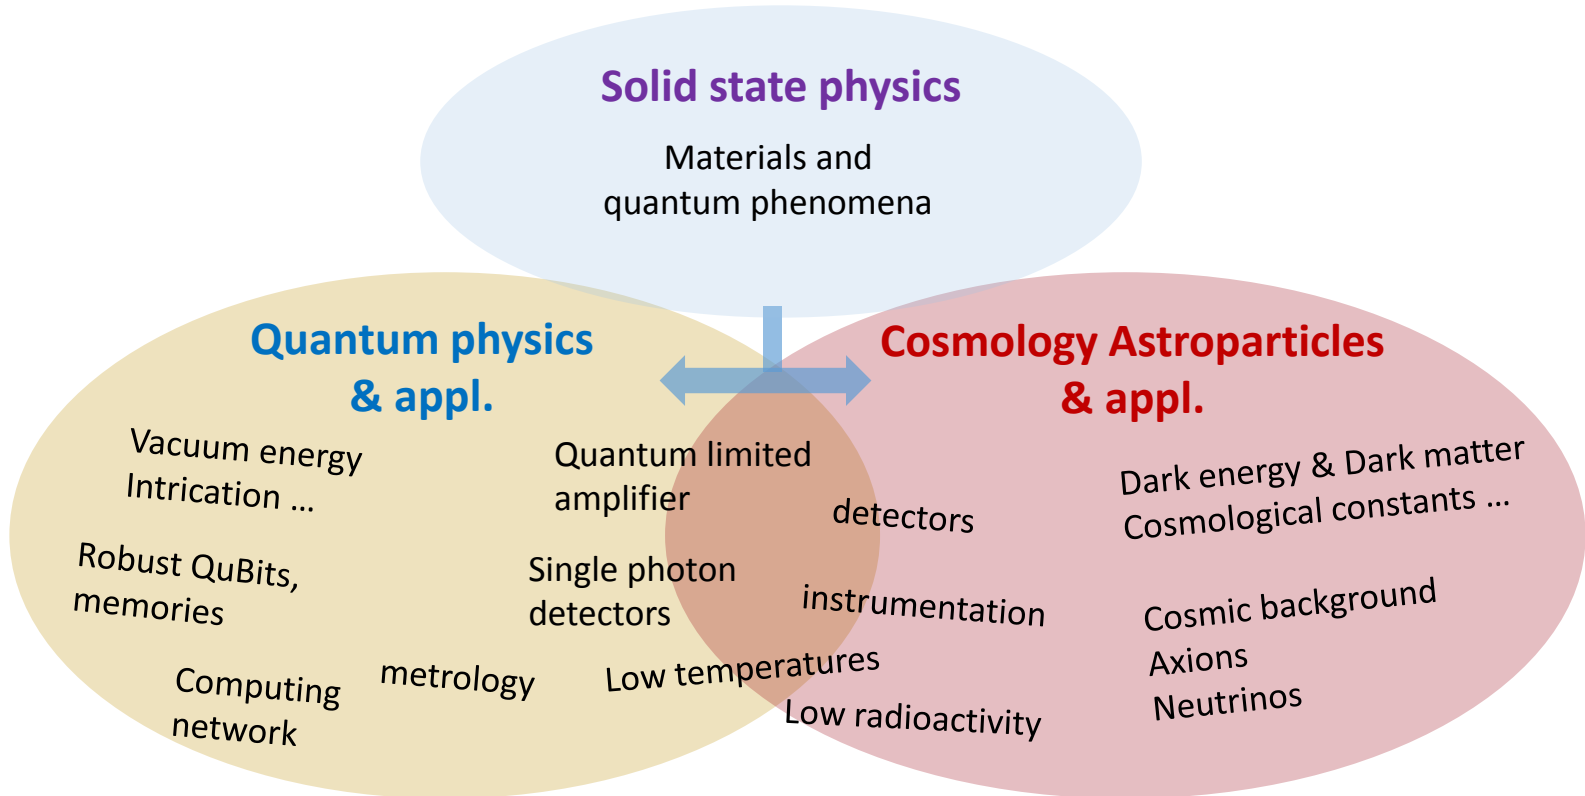 Solid state physics
Materials and
quantum phenomena
Quantum physics
& appl.
Cosmology Astroparticles
& appl.
Vacuum energy
Intrication ...
Robust QuBits,
memories
Computing
network
metrology
Quantum limited
amplifier
Single photon
detectors
Low temperatures
detectors
instrumentation
Low radioactivity
Dark energy & Dark matter
Cosmological constants ...
Cosmic background
Axions
Neutrinos